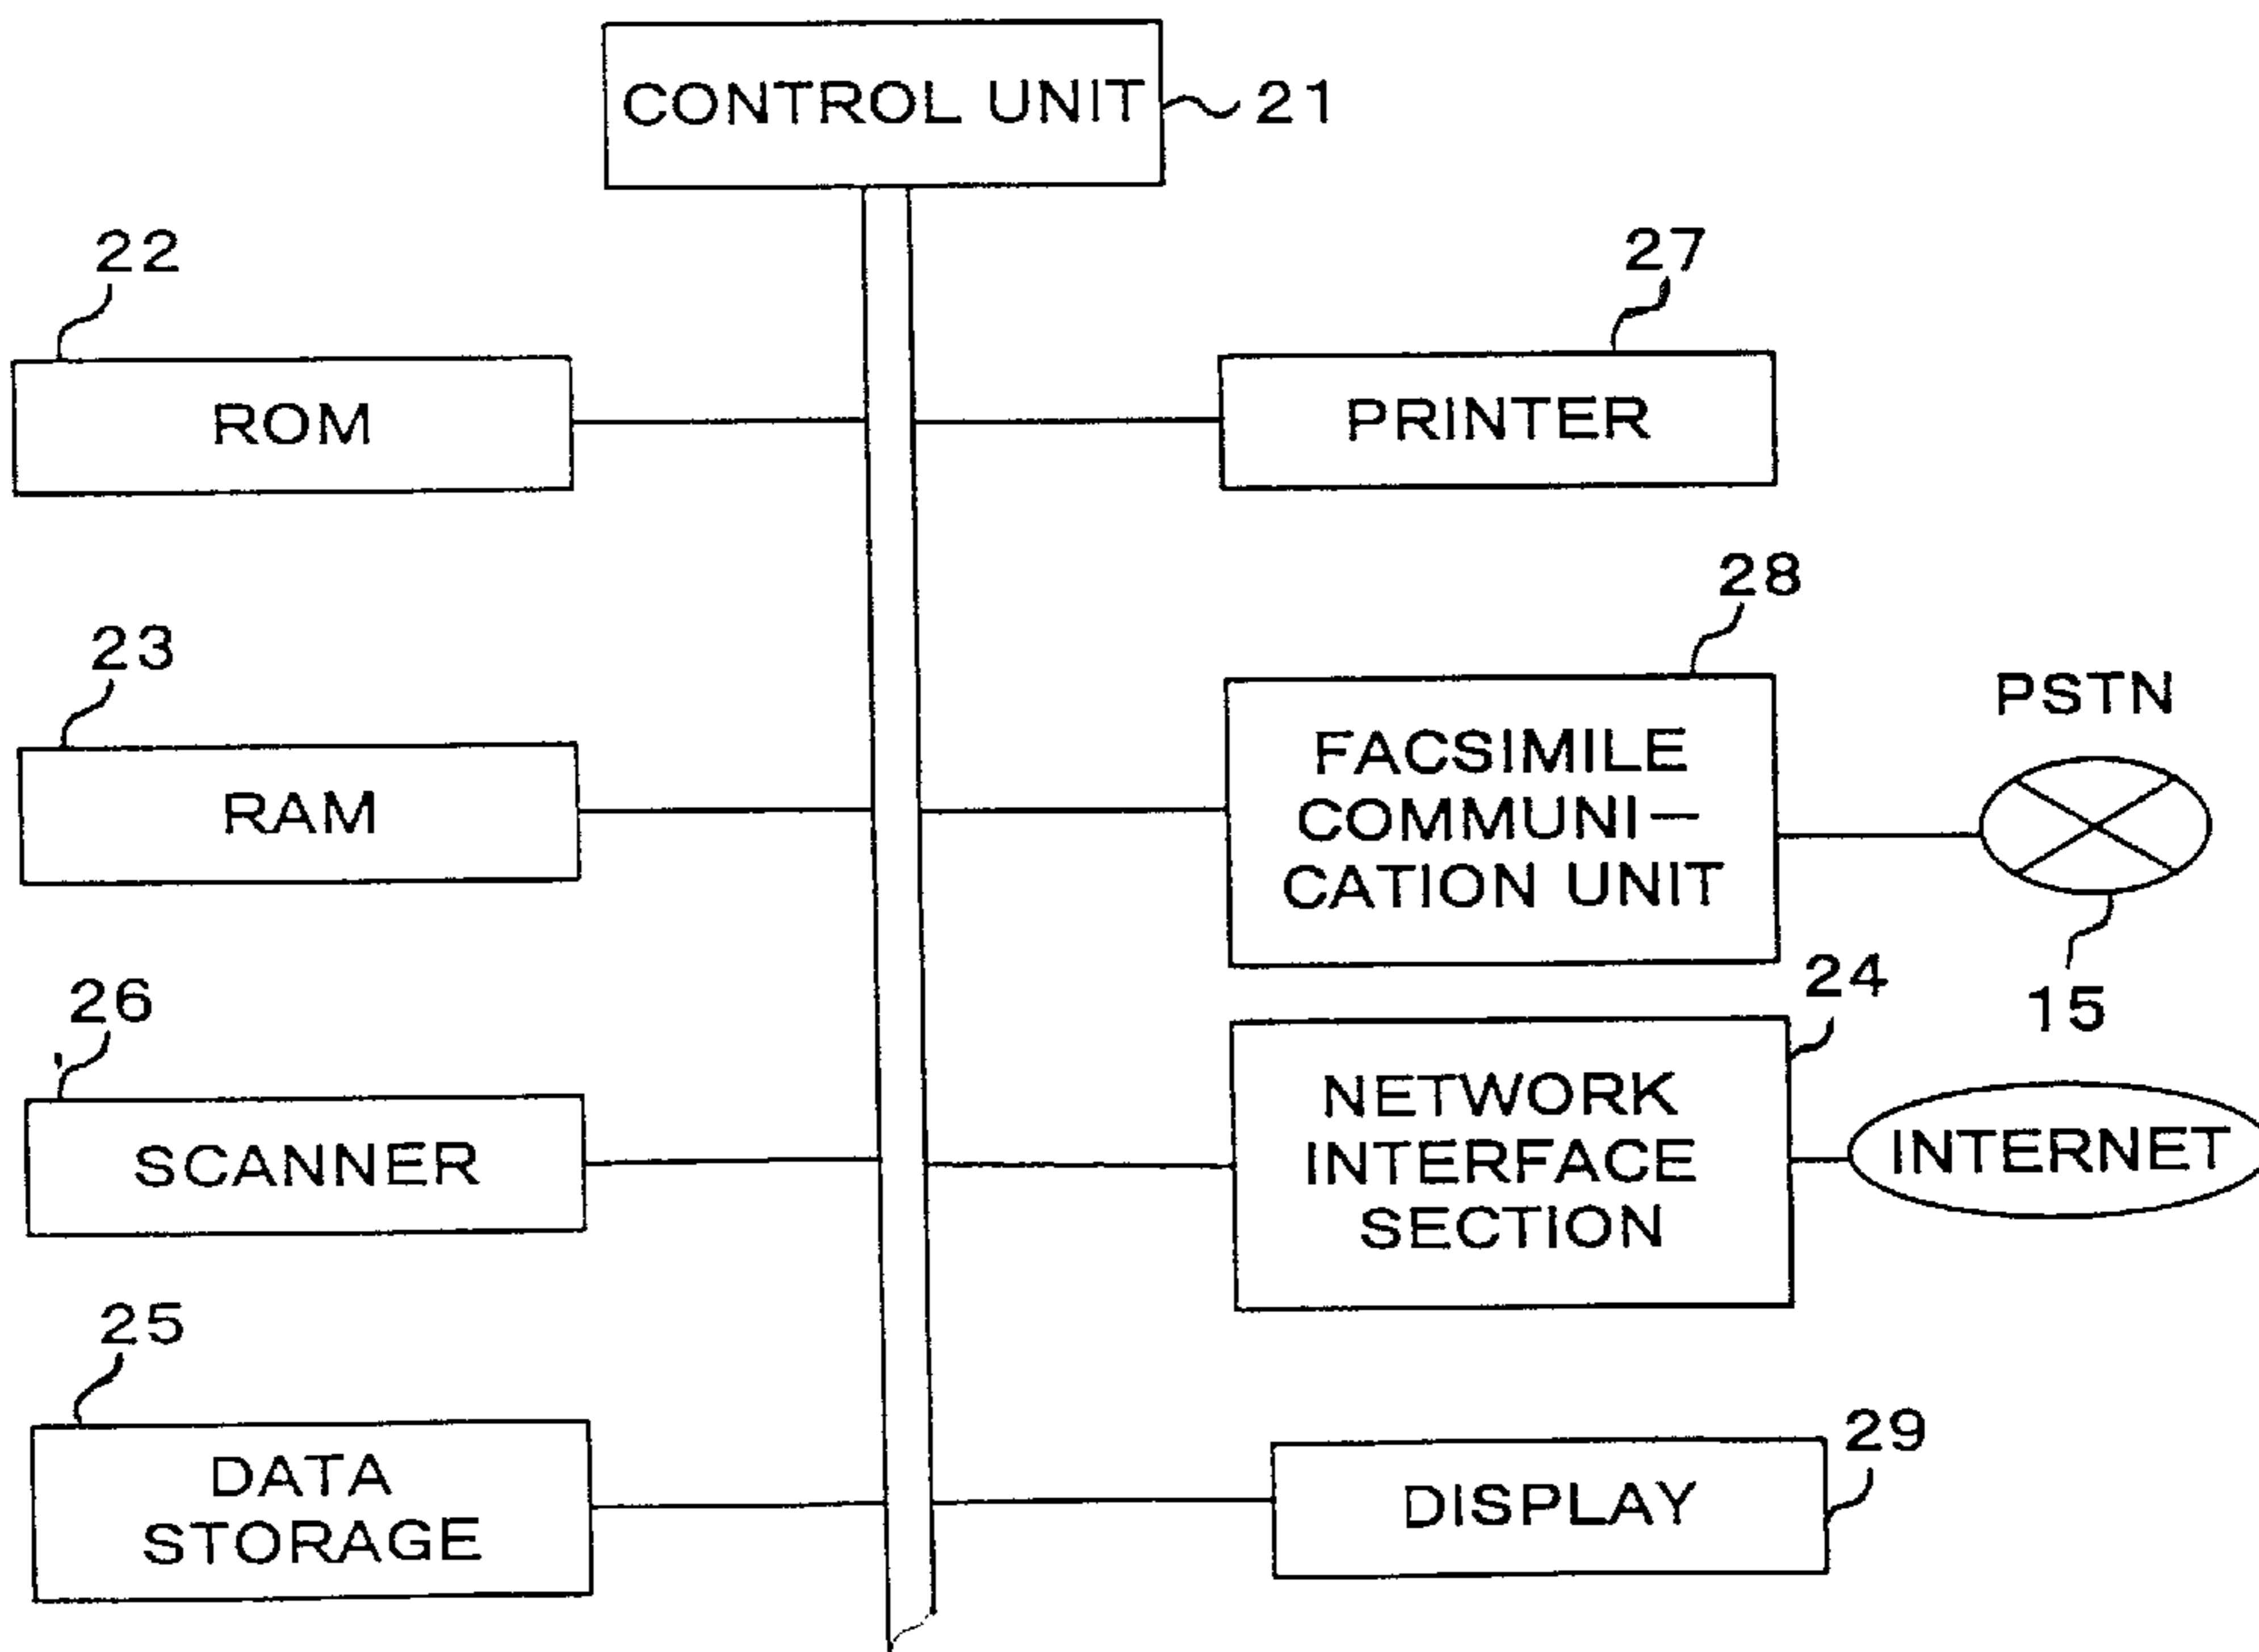 CONTROL UNIT
21
22
ROM
27
PRINTER
23
RAM
28
FACSIMILE
COMMUNI-
CATION UNIT
PSTN
15
26
SCANNER
24
NETWORK
INTERFACE
SECTION
INTERNET
25
DATA
STORAGE
29
DISPLAY